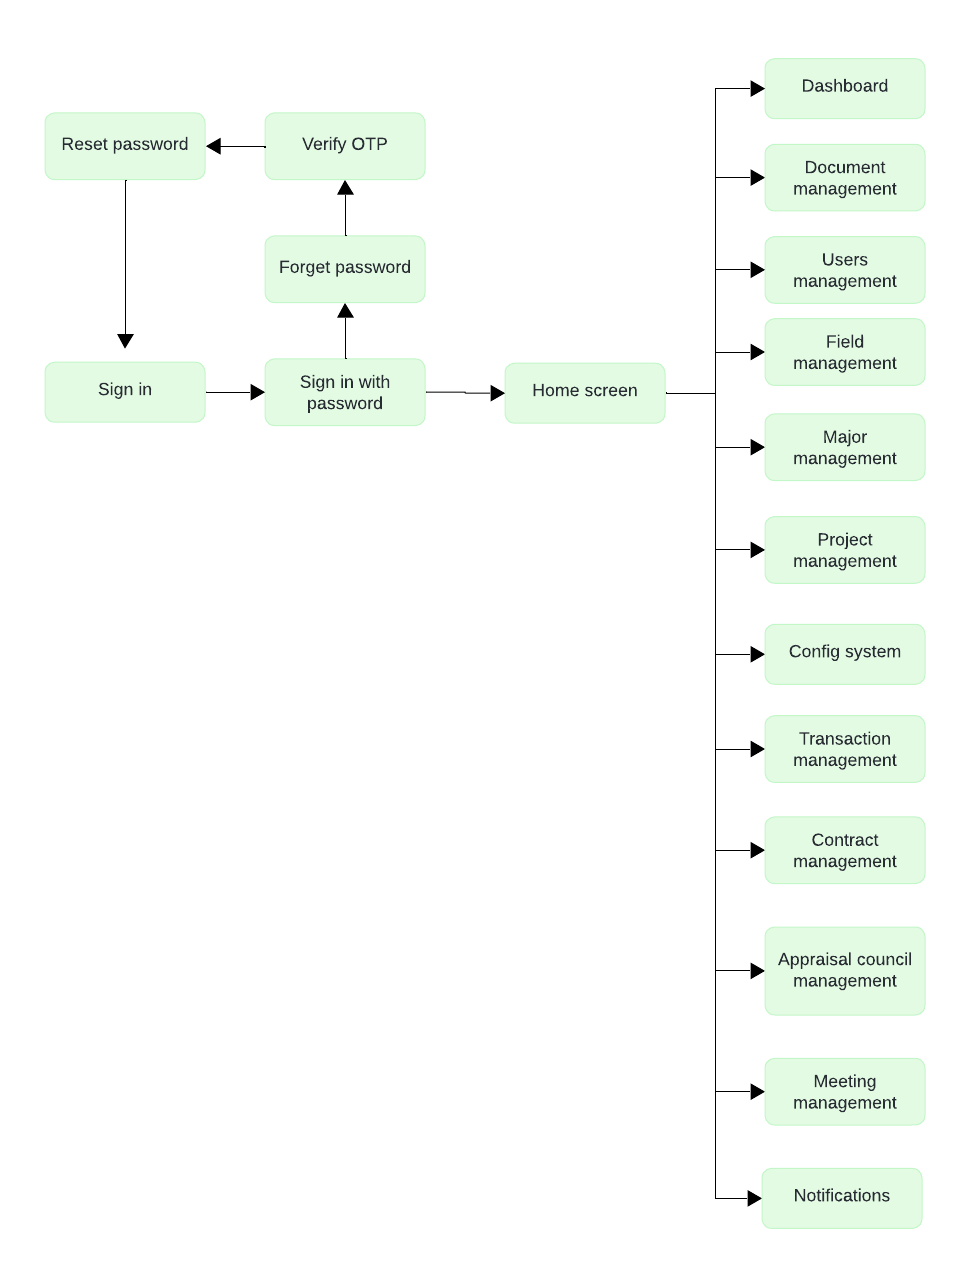 Reset password
Verify OTP
Forget password
Sign in
Sign in with
password
Home screen
Dashboard
Document
management
Users
management
Field
management
Major
management
Project
management
Config system
Transaction
management
Contract
management
Appraisal council
management
Meeting
management
Notifications